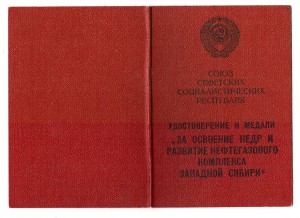 СОЮЗ
СОВЕТСКИХ
СОЦИАЛИСТИЧЕСКИХ
РЕСПУБЛИК
УДОСТОВЕРЕНИЕ К МЕДАЛИ
„ЗА ОСВОЕНИЕ НЕДР И
РАЗВИТИЕ НЕФТЕГАЗОВОГО
КОМПЛЕКСА
ЗАПАДНОЙ СИБИРИ"